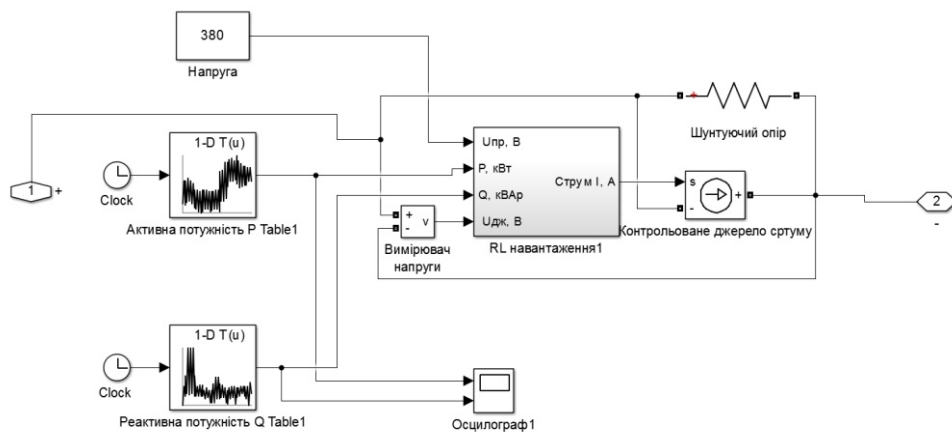 380
Напруга
1-D T(u)
Clock
Активна потужність P Table1
1
+
Uпр, В
P, кВт
Q, кВАр
Uдж, В
Струм I, А
RL навантаження1
+
-
v
Вимірювач
напруги
+
Шунтуючий опір
s
-
+
Контрольоване джерело сртуму
2
-
1-D T(u)
Clock
Реактивна потужність Q Table1
Осцилограф1